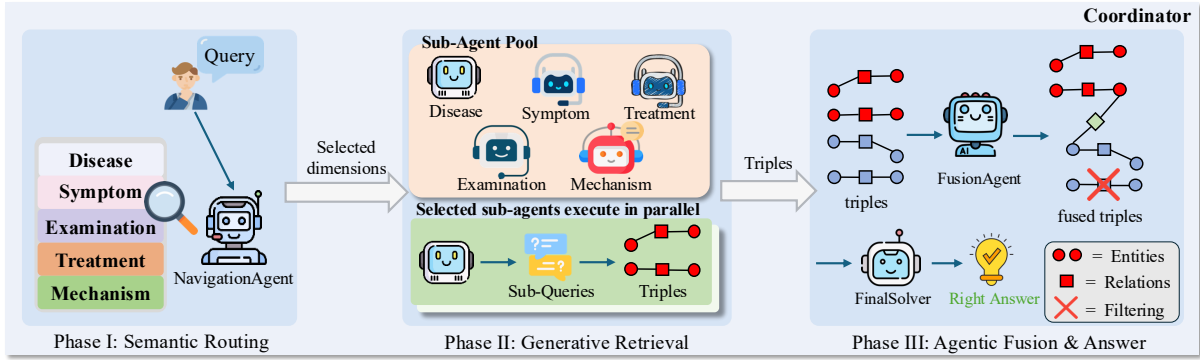 Coordinator
Query
Disease
Symptom
Examination
Treatment
Mechanism
NavigationAgent
Phase I: Semantic Routing
Selected
dimensions
Sub-Agent Pool
Disease
Symptom
Treatment
Examination
Mechanism
Selected sub-agents execute in parallel
Sub-Queries
Triples
Phase II: Generative Retrieval
Triples
triples
AI
FusionAgent
fused triples
FinalSolver
Right Answer
= Entities
= Relations
= Filtering
Phase III: Agentic Fusion & Answer